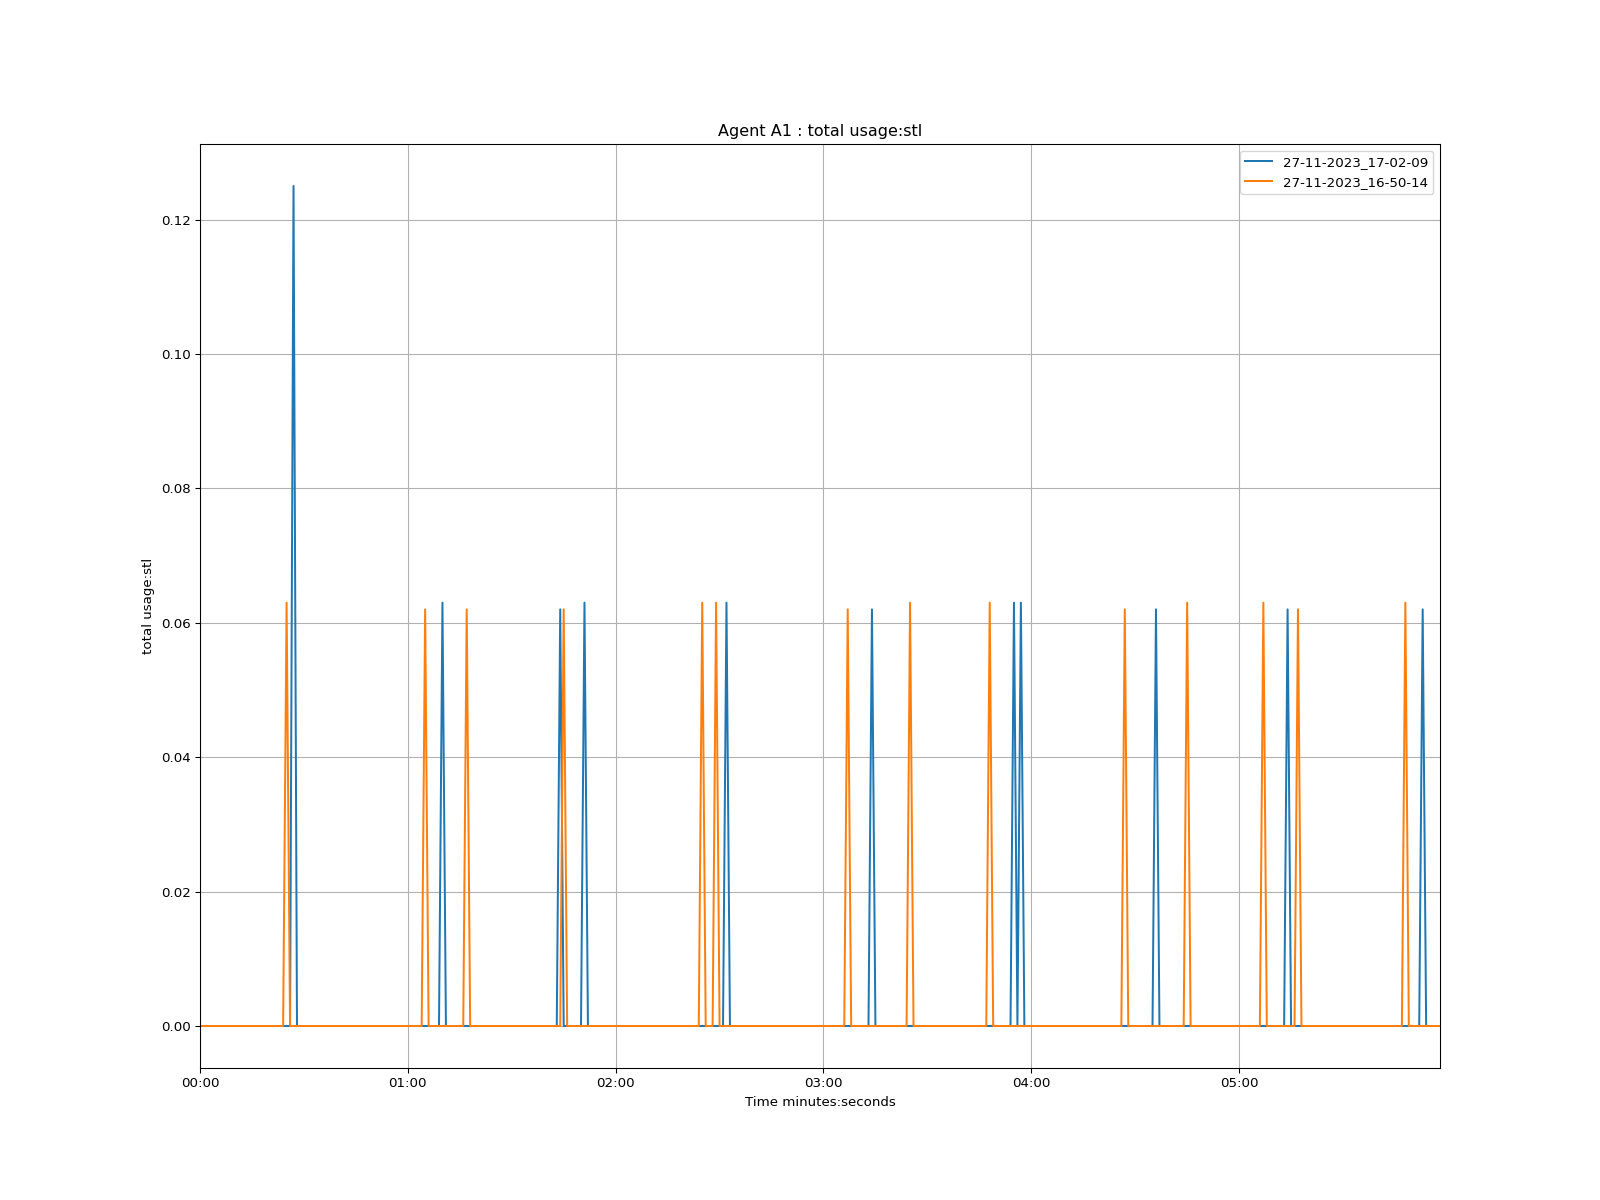 Agent A1 : total usage:stl
27-11-2023_17-02-09
27-11-2023_16-50-14
total usage:stl
0.12
0.10
0.08
0.06
0.04
0.02
0.00
00:00 01:00 02:00 03:00 04:00 05:00
Time minutes:seconds